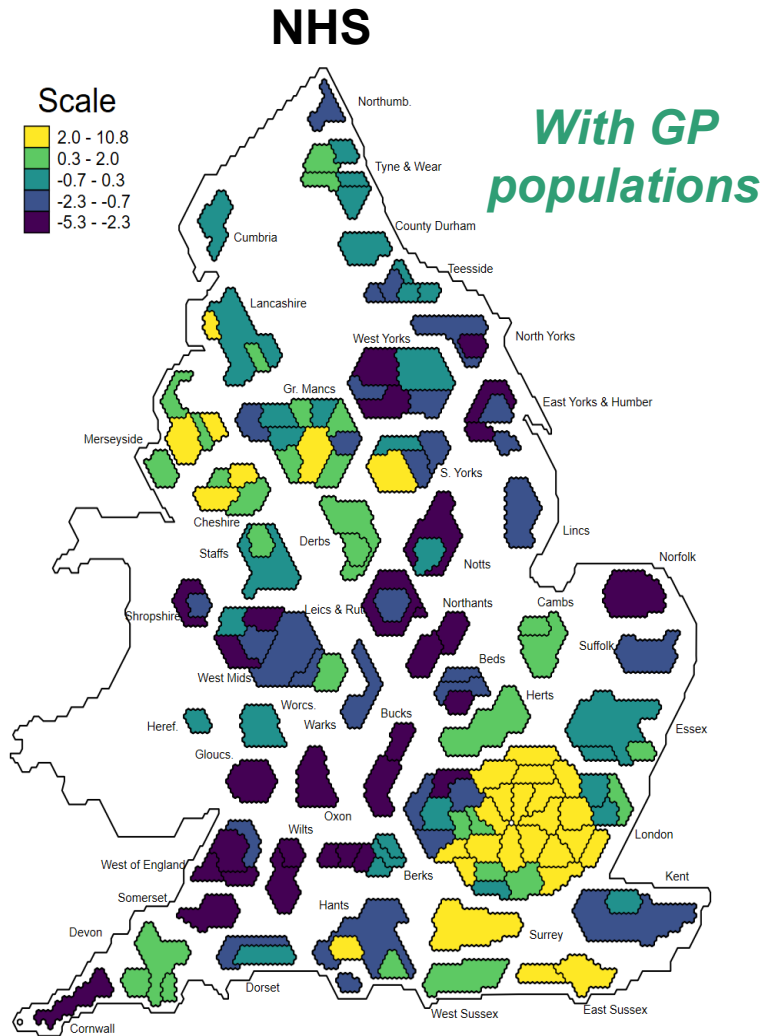 NHS
Scale
2.0 - 10.8
0.3 - 2.0
-0.7 - 0.3
-2.3 - -0.7
-5.3 - -2.3
With GP
populations
Northumb.
Tyne & Wear
County Durham
Cumbria
Teesside
Lancashire
North Yorks
West Yorks
Gr. Mancs
East Yorks & Humber
Merseyside
S. Yorks
Cheshire
Lincs
Derbs
Staffs
Notts
Norfolk
Shropshire
Leics & Rut
Northants
Cambs
Suffolk
West Mids
Beds
Worcs.
Warks
Herts
Bucks
Heref.
Essex
Gloucs.
Oxon
London
Wilts
West of England
Berks
Kent
Somerset
Hants
Devon
Surrey
Dorset
West Sussex
East Sussex
Cornwall